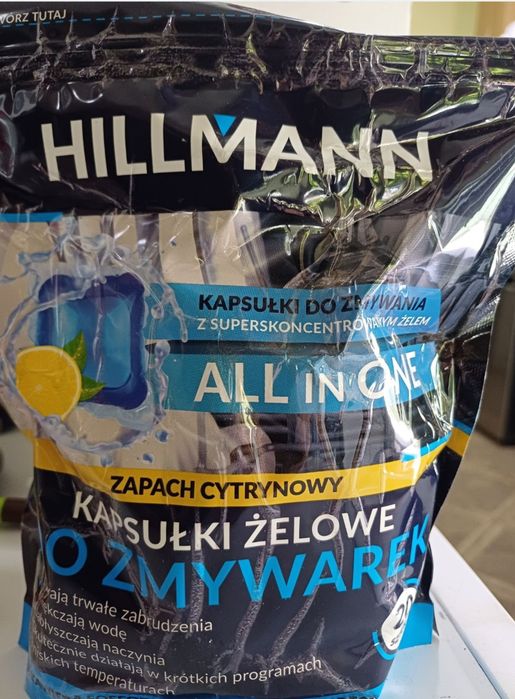 TUTAJ
HILLMANN
KAPSUŁKI DO ZMYWANIA
Z SUPERSKONCENTROWANYM ŻELEM
ALL IN ONE
ZAPACH CYTRYNOWY
KAPSUŁKI ŻELOWE
O ZMYWAREK
trwałe zabrudzenia
wodę
naczynia
działają w krótkich programach
temperaturach